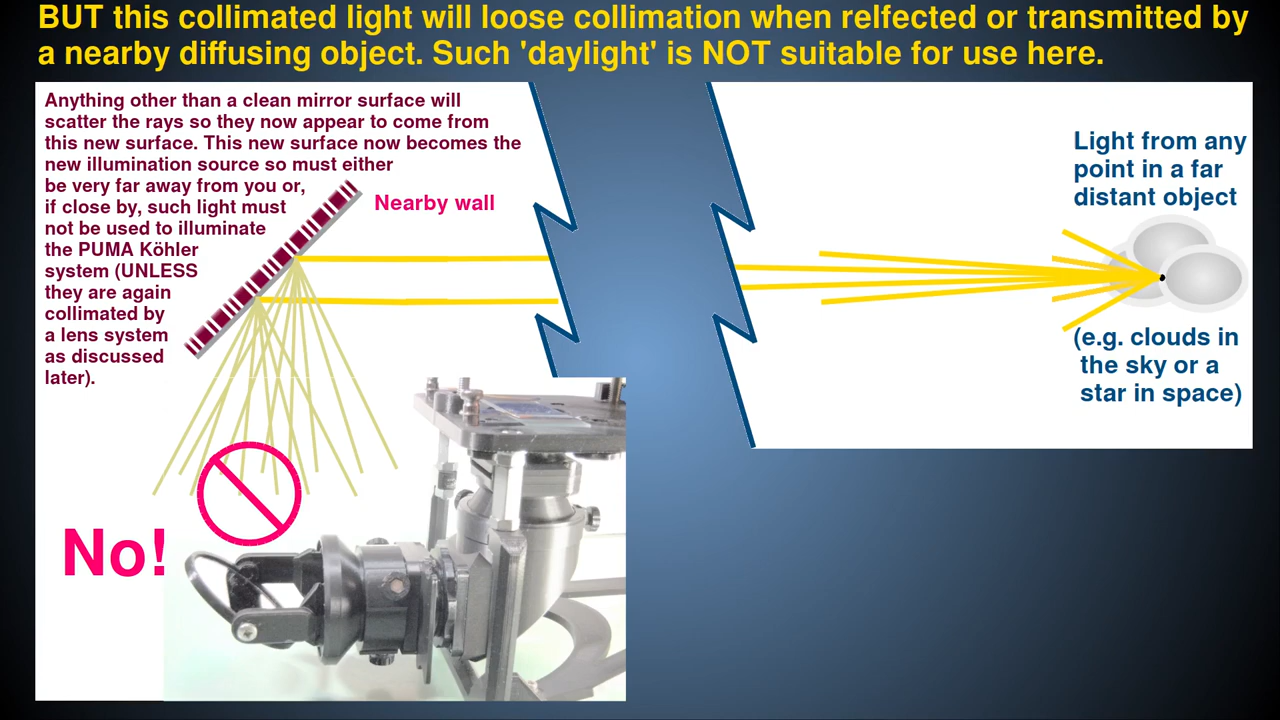 BUT this collimated light will loose collimation when relfected or transmitted by
a nearby diffusing object. Such 'daylight' is NOT suitable for use here.
Anything other than a clean mirror surface will
scatter the rays so they now appear to come from
this new surface. This new surface now becomes the
new illumination source so must either
be very far away from you or,
if close by, such light must
not be used to illuminate
the PUMA Köhler
system (UNLESS
they are again
collimated by
a lens system
as discussed
later).
Nearby wall
Light from any
point in a far
distant object
(e.g. clouds in
the sky or a
star in space)
No!